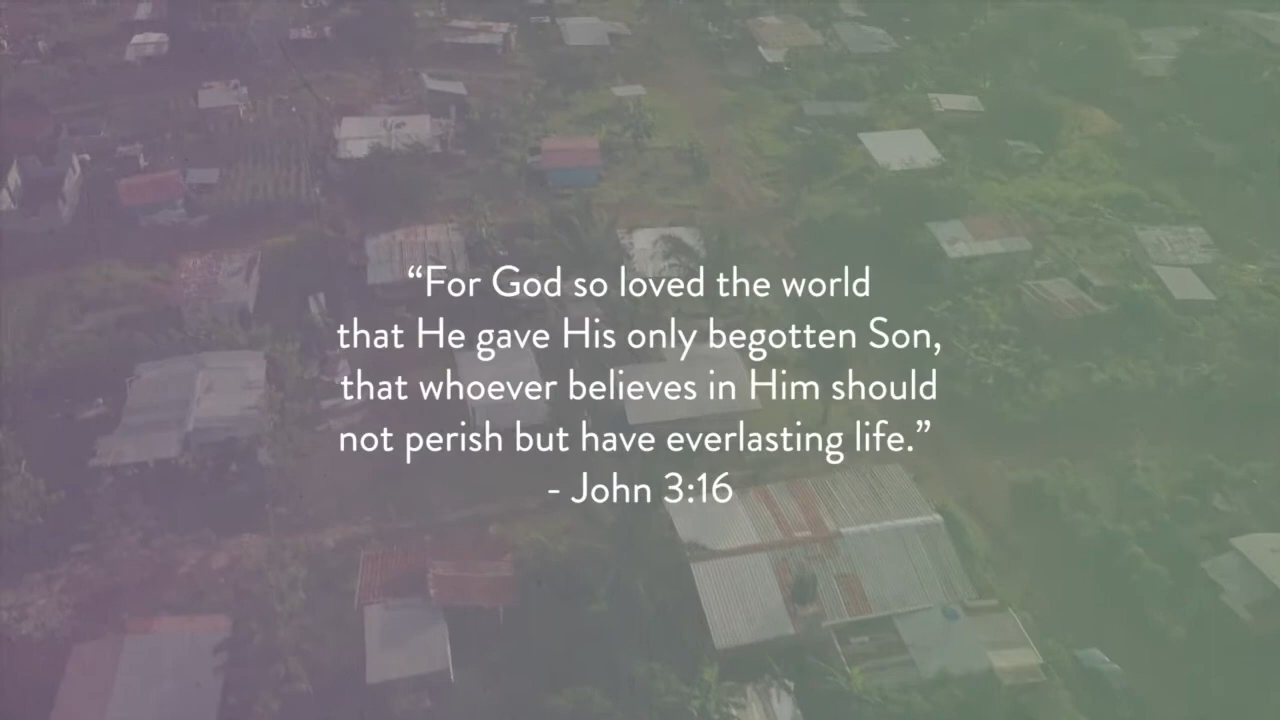 “For God so loved the world
that He gave His only begotten Son,
that whoever believes in Him should
not perish but have everlasting life.”
- John 3:16